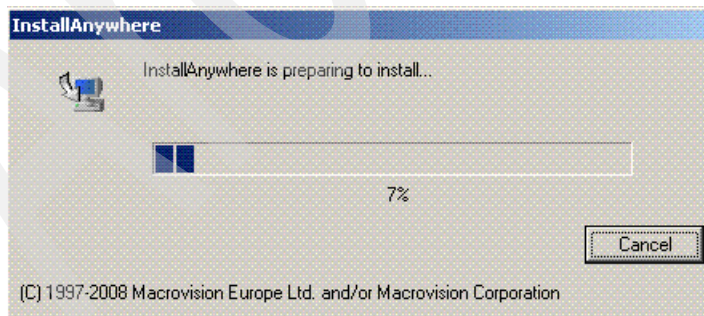 InstallAnywhere
InstallAnywhere is preparing to install...
7%
Cancel
(C) 1997-2008 Macrovision Europe Ltd. and/or Macrovision Corporation